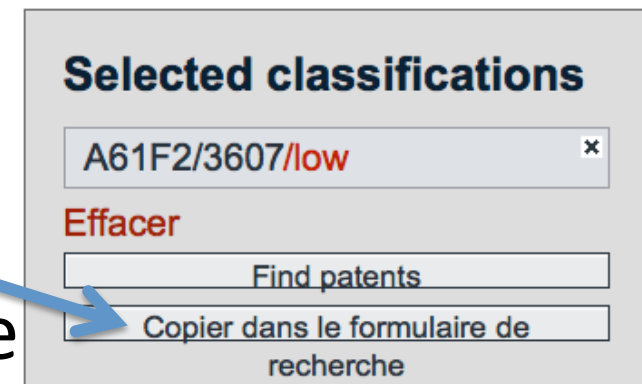 Selected classifications
A61F2/3607/low
Effacer
Find patents
Copier dans le formulaire de
recherche